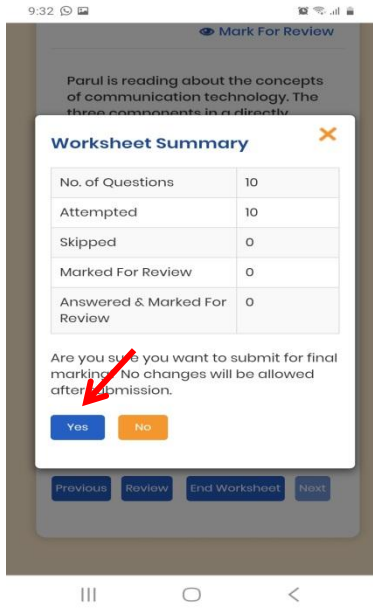 9:32
Mark For Review
Parul is reading about the concepts
of communication technology. The
three components in a directly
Worksheet Summary
No. of Questions 10
Attempted 10
Skipped 0
Marked For Review 0
Answered & Marked For 0
Review
Are you sure you want to submit for final
marking? No changes will be allowed
after submission.
Yes No
Previous Review End Worksheet Next